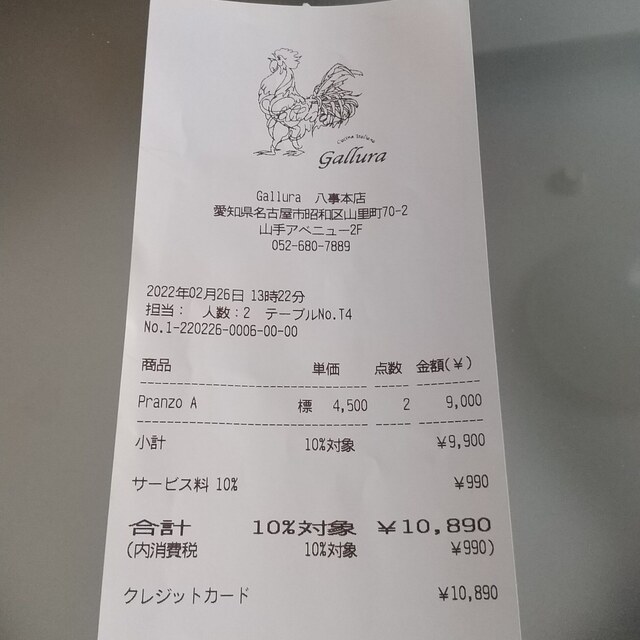 Cucina Italiana
Gallura
Gallura 八事本店
愛知県名古屋市昭和区山里町70-2
山手アベニュー2F
052-680-7889
2022年02月26日 13時22分
担当： 人数：2 テーブルNo.T4
No.1-220226-0006-00-00
商品 単価 点数 金額(￥)
Pranzo A 標 4,500 2 9,000
小計 10%対象 ￥9,900
サービス料 10% ￥990
合計 10%対象 ￥10,890
(内消費税 10%対象 ￥990)
クレジットカード ￥10,890